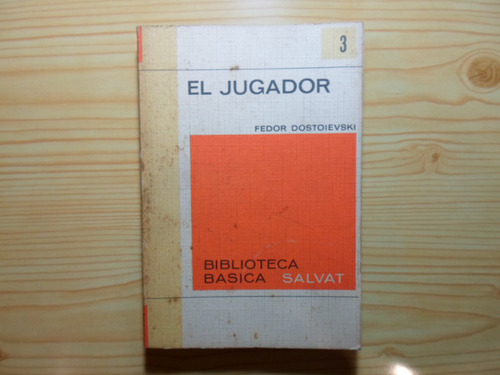 3
EL JUGADOR
FEDOR DOSTOIEVSKI
BIBLIOTECA
BASICA SALVAT